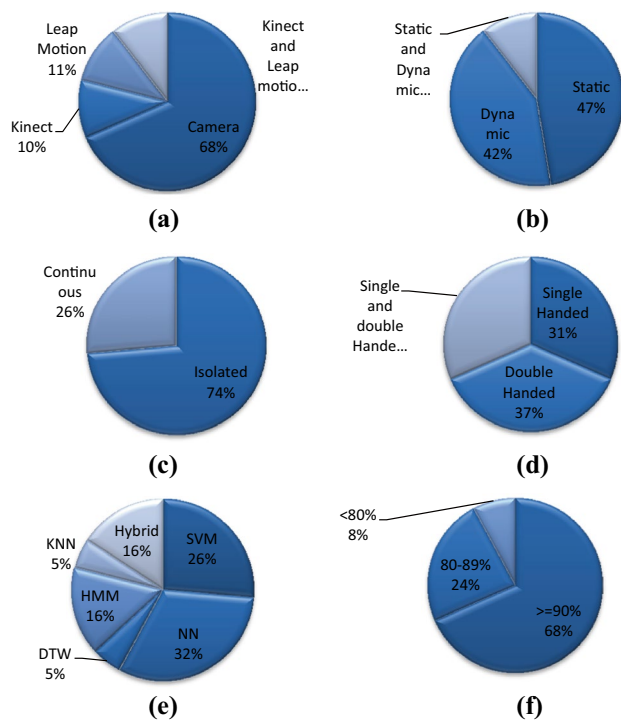 Leap
Motion
11%
Kinect
10%
Camera
68%
Kinect
and
Leap
motio...
(a)
Static
and
Dyna
mic...
Dyna
mic
42%
Static
47%
(b)
Continu
ous
26%
Isolated
74%
(c)
Single
and
double
Hande...
Single
Handed
31%
Double
Handed
37%
(d)
Hybrid
16%
SVM
26%
KNN
5%
HMM
16%
DTW
5%
NN
32%
(e)
<80%
8%
80-89%
24%
>=90%
68%
(f)